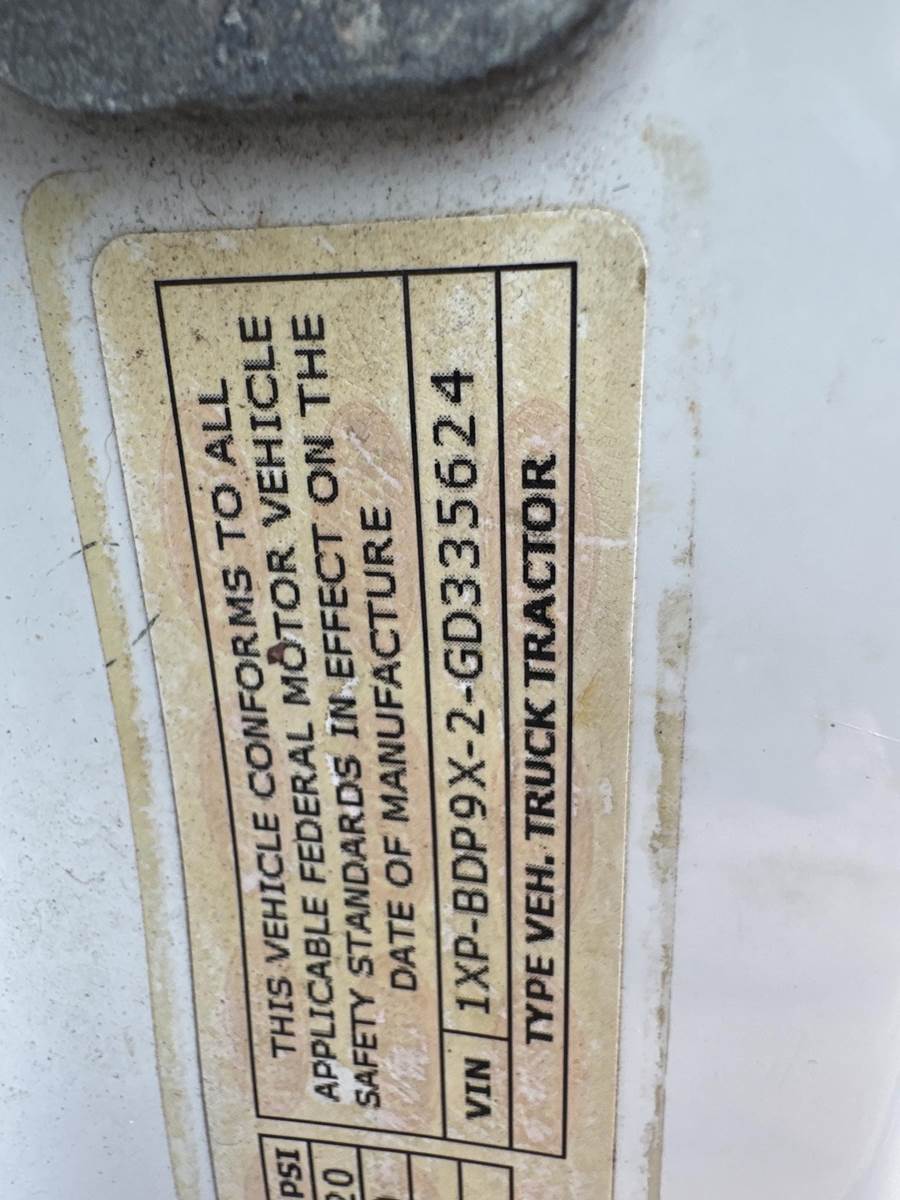 THIS VEHICLE CONFORMS TO ALL
APPLICABLE FEDERAL MOTOR VEHICLE
SAFETY STANDARDS IN EFFECT ON THE
DATE OF MANUFACTURE
VIN 1XP-BDP9X-2-GD335624
TYPE VEH. TRUCK TRACTOR
PSI
20